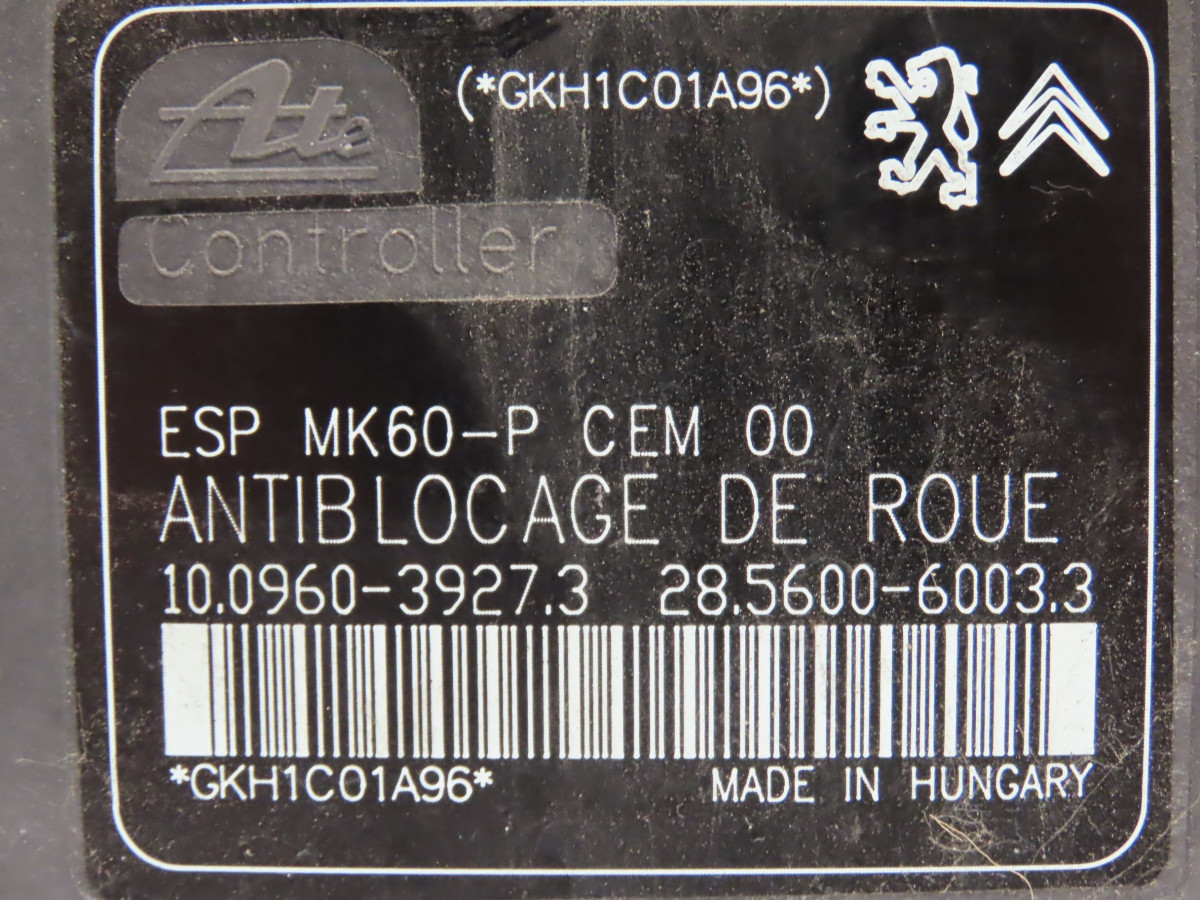 Ate
(*GKH1C01A96*)
Controller
ESP MK60-P CEM 00
ANTIBLOCAGE DE ROUE
10.0960-3927.3 28.5600-6003.3
*GKH1C01A96* MADE IN HUNGARY